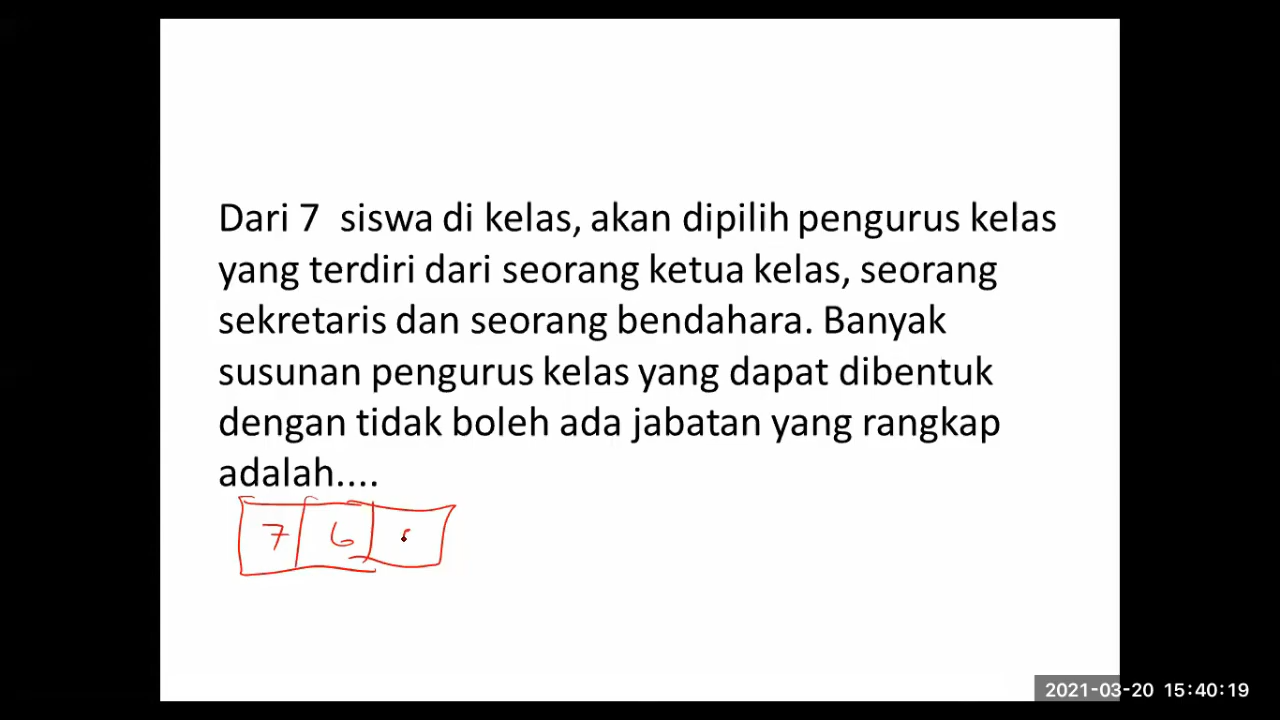 Dari 7 siswa di kelas, akan dipilih pengurus kelas
yang terdiri dari seorang ketua kelas, seorang
sekretaris dan seorang bendahara. Banyak
susunan pengurus kelas yang dapat dibentuk
dengan tidak boleh ada jabatan yang rangkap
adalah....
7 6
2021-03-20 15:40:19